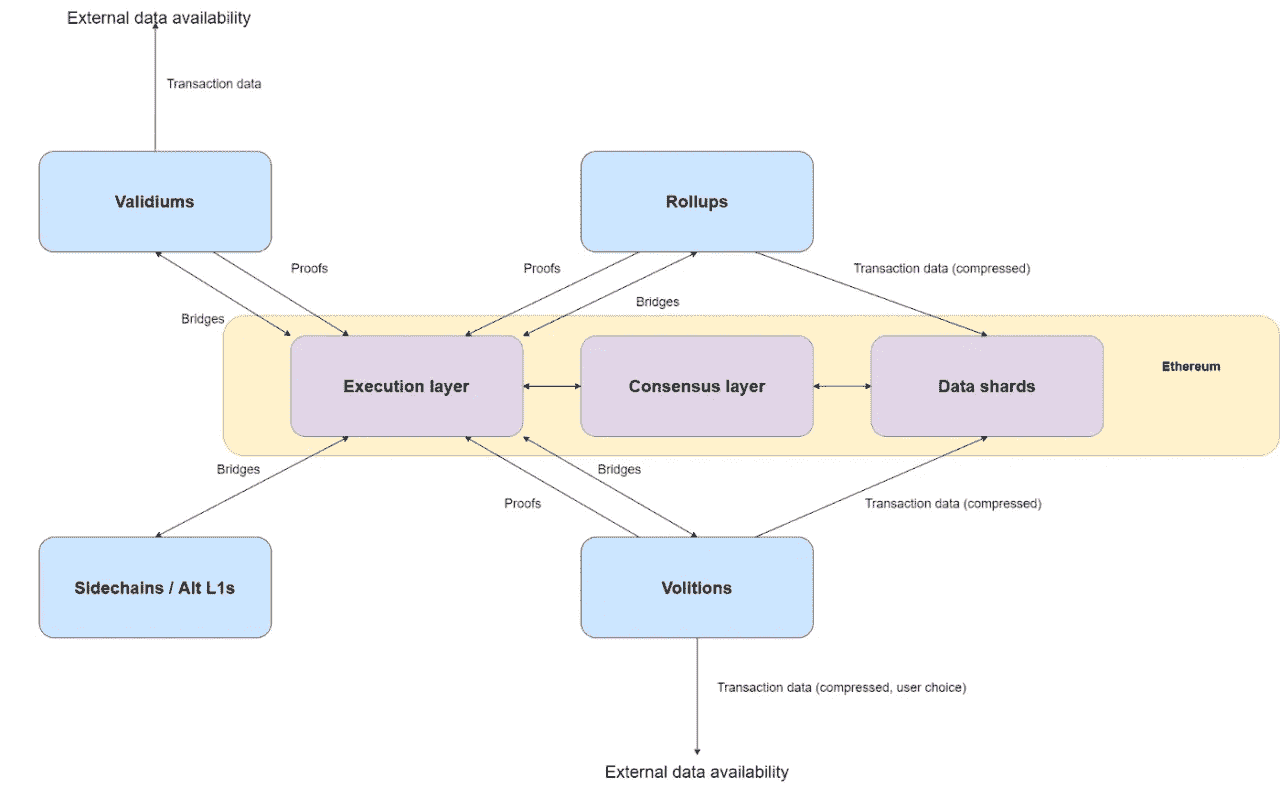 External data availability
Transaction data
Validiums
Rollups
Proofs
Proofs
Transaction data (compressed)
Bridges
Bridges
Execution layer
Consensus layer
Data shards
Ethereum
Bridges
Bridges
Proofs
Transaction data (compressed)
Sidechains / Alt L1s
Volitions
Transaction data (compressed, user choice)
External data availability